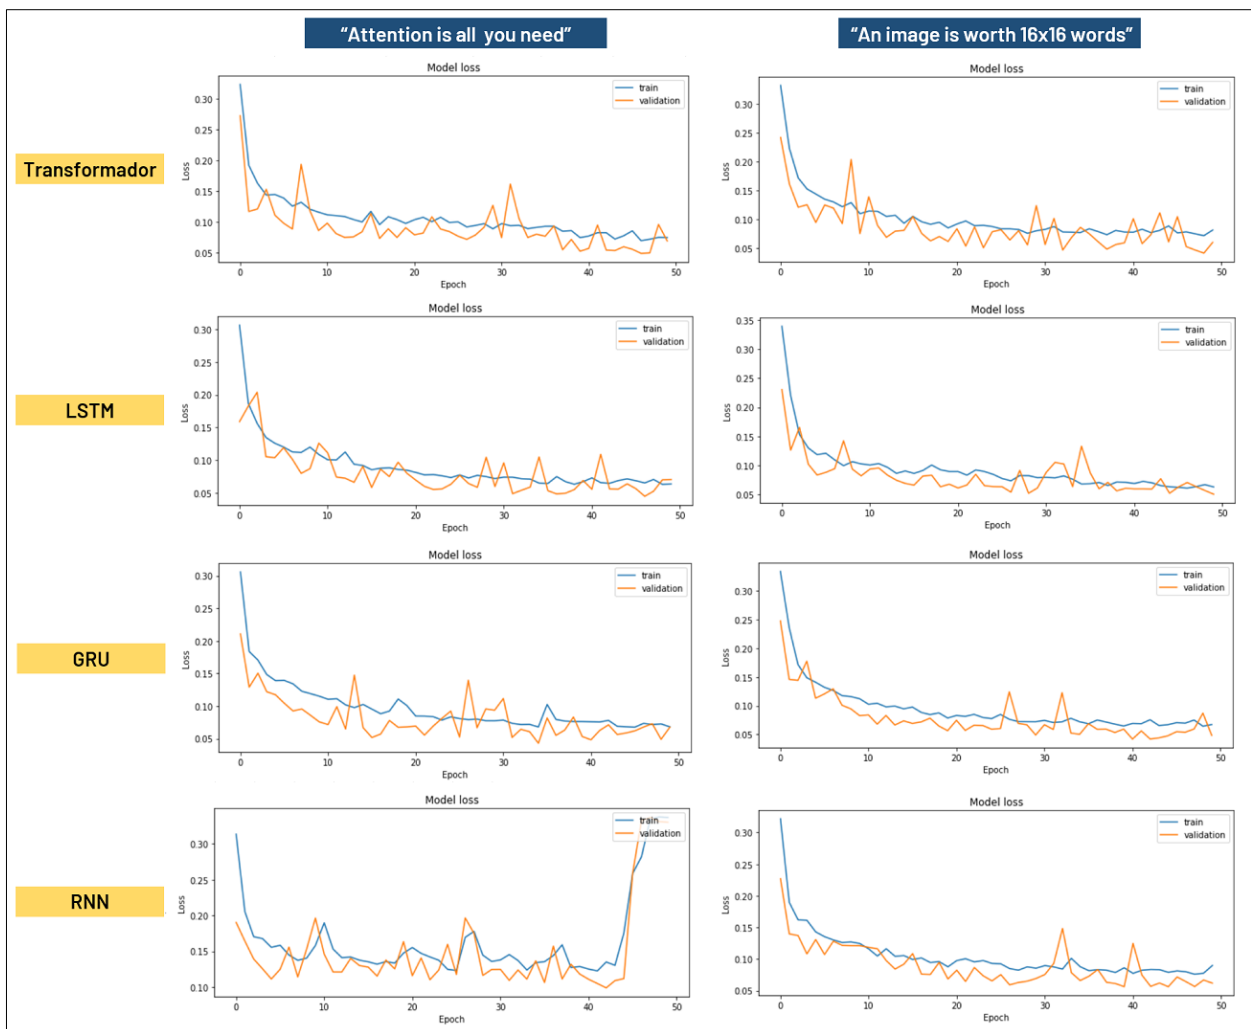 “Attention is all you need”
“An image is worth 16x16 words”
Transformador
Model loss
train
validation
Loss
0.30
0.25
0.20
0.15
0.10
0.05
0 10 20 30 40 50
Epoch
Model loss
train
validation
Loss
0.30
0.25
0.20
0.15
0.10
0.05
0 10 20 30 40 50
Epoch
LSTM
Model loss
train
validation
Loss
0.30
0.25
0.20
0.15
0.10
0.05
0 10 20 30 40 50
Epoch
Model loss
train
validation
Loss
0.35
0.30
0.25
0.20
0.15
0.10
0.05
0 10 20 30 40 50
Epoch
GRU
Model loss
train
validation
Loss
0.30
0.25
0.20
0.15
0.10
0.05
0 10 20 30 40 50
Epoch
Model loss
train
validation
Loss
0.30
0.25
0.20
0.15
0.10
0.05
0 10 20 30 40 50
Epoch
RNN
Model loss
train
validation
Loss
0.30
0.25
0.20
0.15
0.10
0 10 20 30 40 50
Epoch
Model loss
train
validation
Loss
0.30
0.25
0.20
0.15
0.10
0.05
0 10 20 30 40 50
Epoch